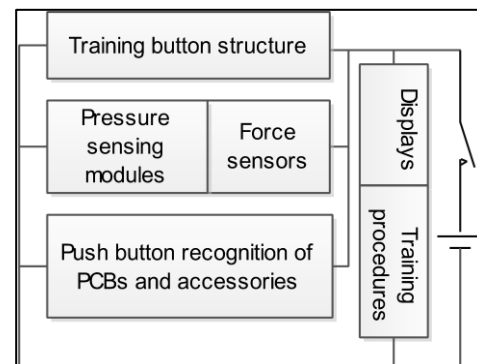 Training button structure
Pressure
sensing
modules
Force
sensors
Push button recognition of
PCBs and accessories
Displays
Training
procedures